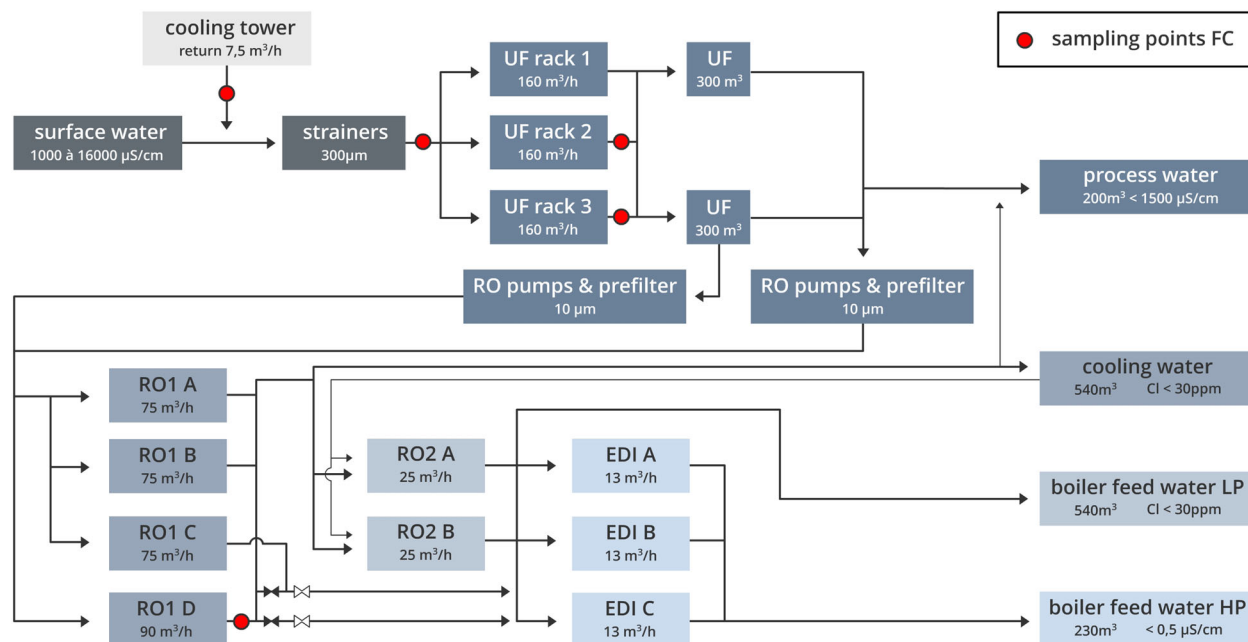 cooling tower
return 7,5 m³/h
sampling points FC
surface water
1000 à 16000 µS/cm
strainers
300µm
UF rack 1
160 m³/h
UF rack 2
160 m³/h
UF rack 3
160 m³/h
UF
300 m³
UF
300 m³
process water
200m³ < 1500 µS/cm
RO pumps & prefilter
10 µm
RO pumps & prefilter
10 µm
cooling water
540m³ Cl < 30ppm
RO1 A
75 m³/h
RO1 B
75 m³/h
RO1 C
75 m³/h
RO1 D
90 m³/h
RO2 A
25 m³/h
RO2 B
25 m³/h
EDI A
13 m³/h
EDI B
13 m³/h
EDI C
13 m³/h
boiler feed water LP
540m³ Cl < 30ppm
boiler feed water HP
230m³ < 0,5 µS/cm